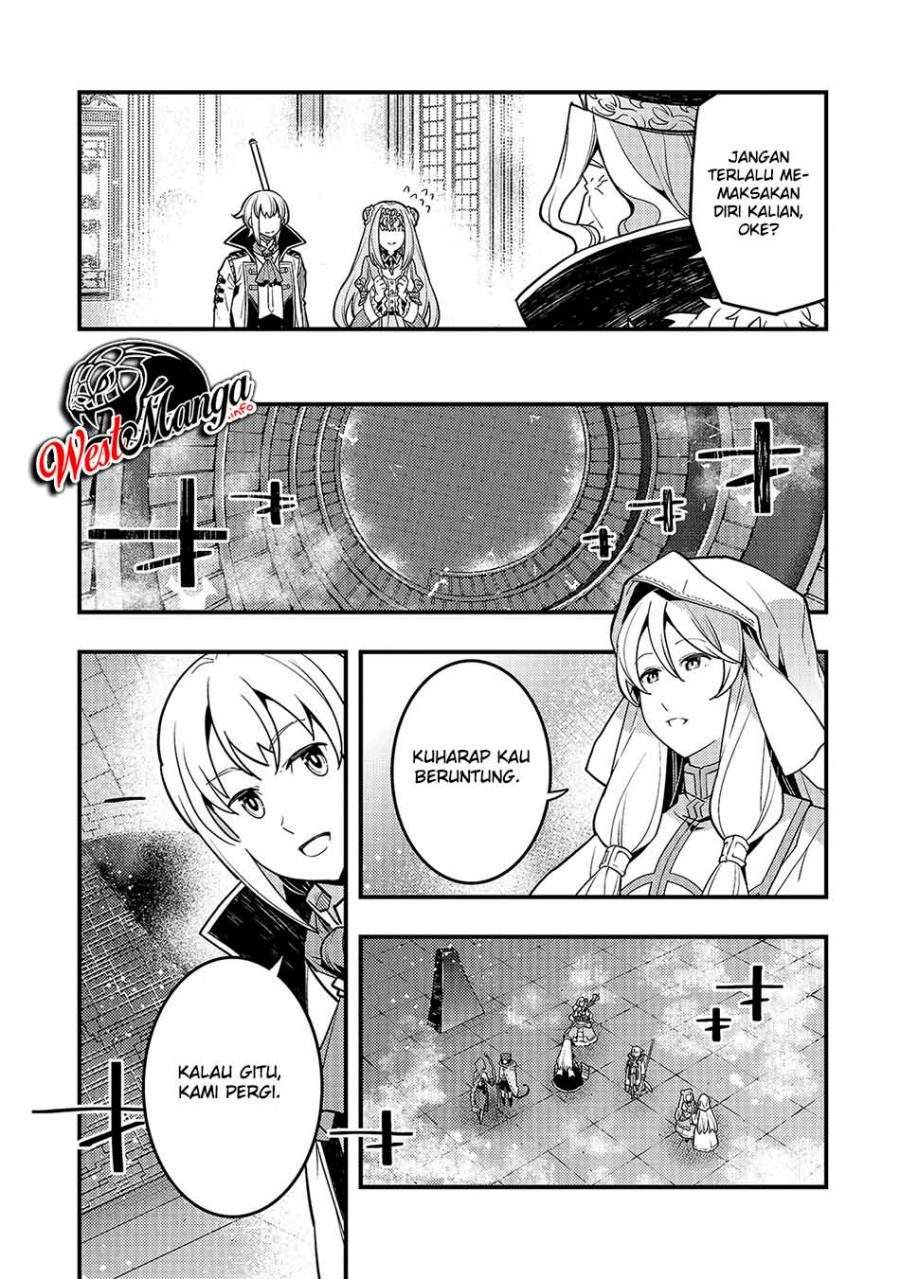 JANGAN
TERLALU ME-
MAKSAKAN
DIRI KALIAN,
OKE?
WestManga
.info
KUHARAP KAU
BERUNTUNG.
KALAU GITU,
KAMI PERGI.